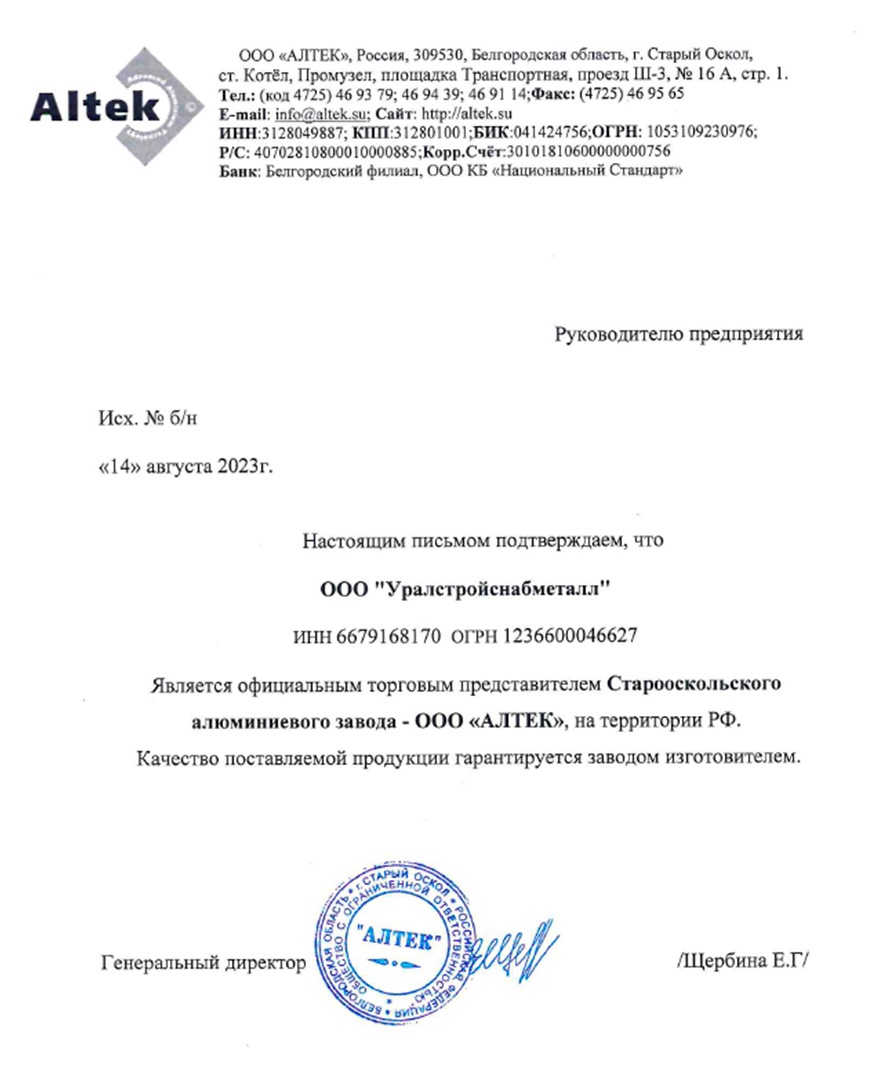 Altek
Advanced Aluminium Technology ©
ООО «АЛТЕК», Россия, 309530, Белгородская область, г. Старый Оскол,
ст. Котёл, Промузел, площадка Транспортная, проезд Ш-3, № 16 А, стр. 1.
Тел.: (код 4725) 46 93 79; 46 94 39; 46 91 14;Факс: (4725) 46 95 65
E-mail: info@altek.su; Сайт: http://altek.su
ИНН:3128049887; КПП:312801001;БИК:041424756;ОГРН: 1053109230976;
Р/С: 40702810800010000885;Корр.Счёт:30101810600000000756
Банк: Белгородский филиал, ООО КБ «Национальный Стандарт»
Руководителю предприятия
Исх. № б/н
«14» августа 2023г.
Настоящим письмом подтверждаем, что
ООО "Уралстройснабметалл"
ИНН 6679168170 ОГРН 1236600046627
Является официальным торговым представителем Старооскольского
алюминиевого завода - ООО «АЛТЕК», на территории РФ.
Качество поставляемой продукции гарантируется заводом изготовителем.
Генеральный директор
РОССИЙСКАЯ ФЕДЕРАЦИЯ * БЕЛГОРОДСКАЯ ОБЛАСТЬ * г. СТАРЫЙ ОСКОЛ *
ОБЩЕСТВО С ОГРАНИЧЕННОЙ ОТВЕТСТВЕННОСТЬЮ *
"АЛТЕК"
/Щербина Е.Г/